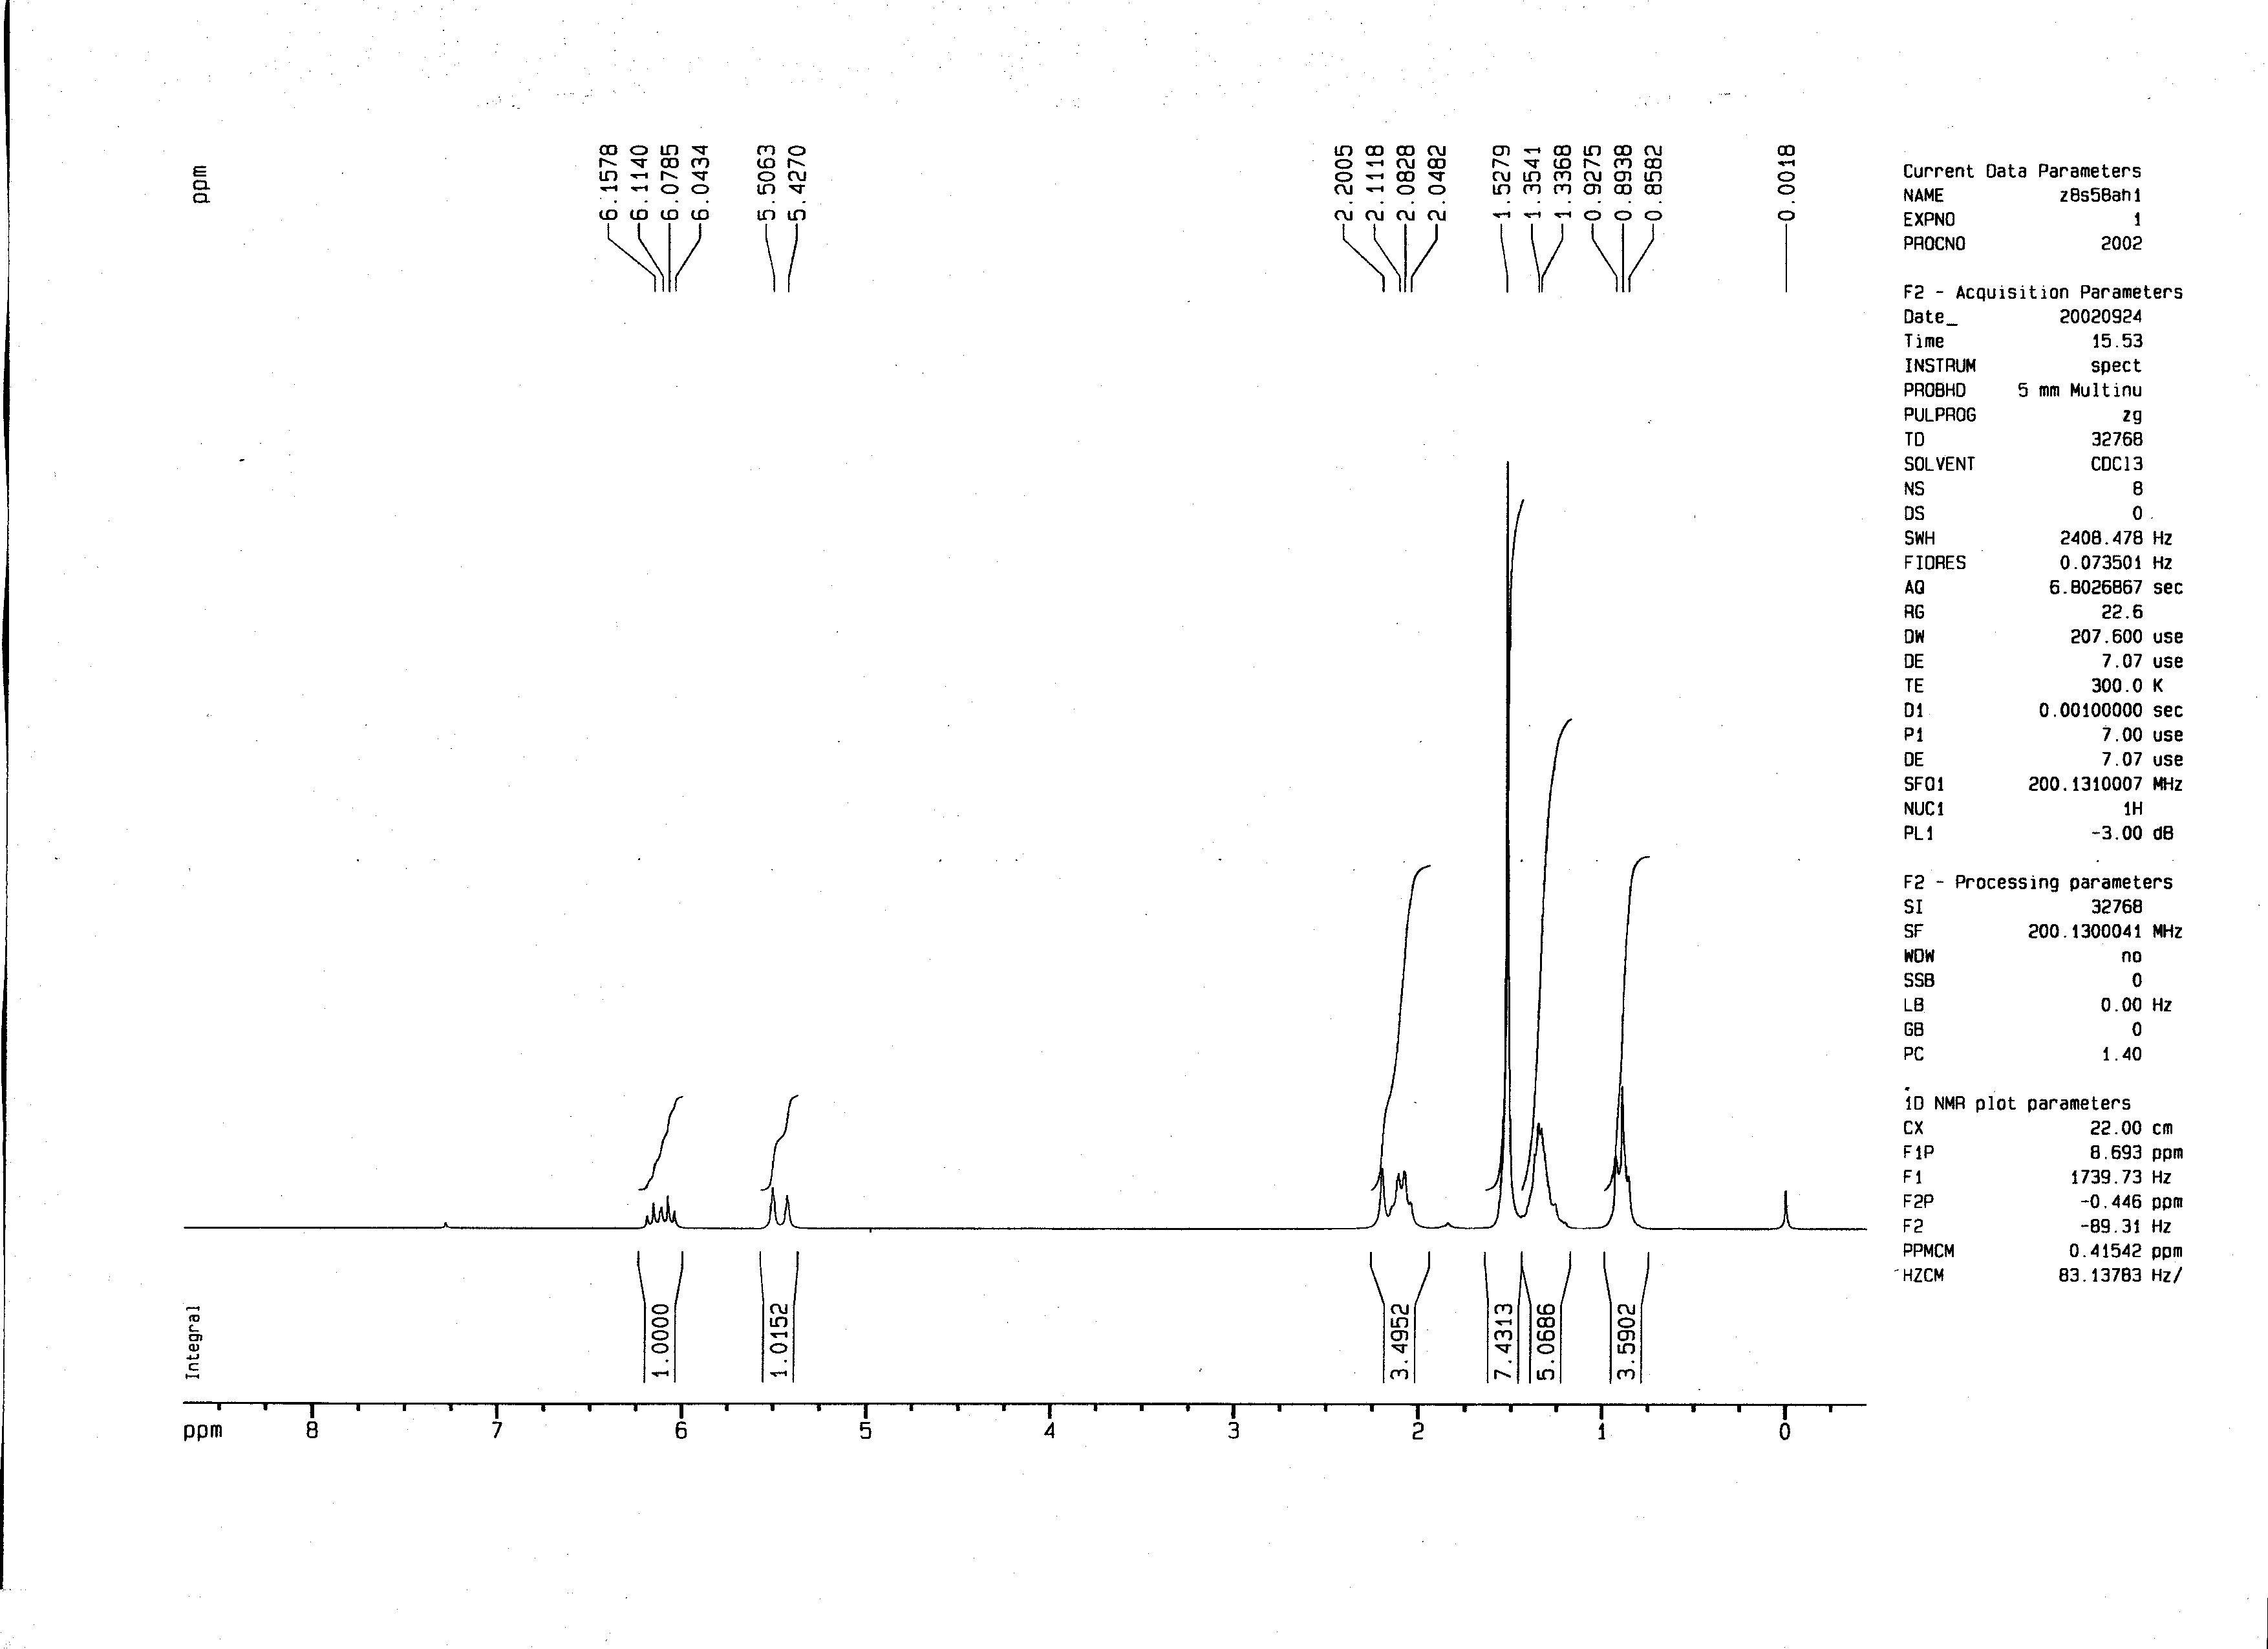 ppm
6.1578
6.1140
6.0785
6.0434
5.5063
5.4270
2.2005
2.1118
2.0828
2.0482
1.5279
1.3541
1.3368
0.9275
0.8938
0.8582
0.0018
Current Data Parameters
NAME z8s58ah1
EXPNO 1
PROCNO 2002
F2 - Acquisition Parameters
Date_ 20020924
Time 15.53
INSTRUM spect
PROBHD 5 mm Multinu
PULPROG zg
TD 32768
SOLVENT CDCl3
NS 8
DS 0
SWH 2408.478 Hz
FIDRES 0.073501 Hz
AQ 6.8026867 sec
RG 22.6
DW 207.600 use
DE 7.07 use
TE 300.0 K
D1 0.00100000 sec
P1 7.00 use
DE 7.07 use
SFO1 200.1310007 MHz
NUC1 1H
PL1 -3.00 dB
F2 - Processing parameters
SI 32768
SF 200.1300041 MHz
WDW no
SSB 0
LB 0.00 Hz
GB 0
PC 1.40
1D NMR plot parameters
CX 22.00 cm
F1P 8.693 ppm
F1 1739.73 Hz
F2P -0.446 ppm
F2 -89.31 Hz
PPMCM 0.41542 ppm
HZCM 83.13783 Hz/
Integral
1.0000
1.0152
3.4952
7.4313
5.0686
3.5902
ppm 8 7 6 5 4 3 2 1 0